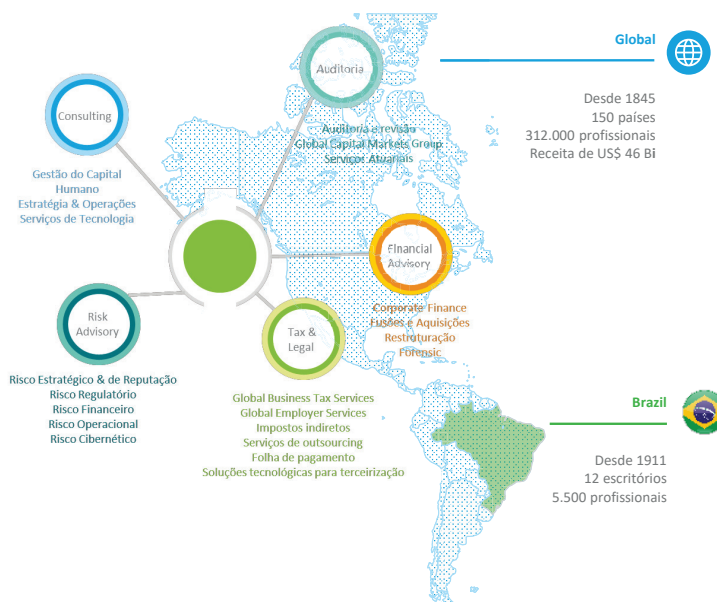 Global
Desde 1845
150 países
312.000 profissionais
Receita de US$ 46 Bi
Auditoria
Auditoria e revisão
Global Capital Markets Group
Serviços Atuariais
Consulting
Gestão do Capital
Humano
Estratégia & Operações
Serviços de Tecnologia
Financial
Advisory
Corporate Finance
Fusões e Aquisições
Restruturação
Forensic
Risk
Advisory
Risco Estratégico & de Reputação
Risco Regulatório
Risco Financeiro
Risco Operacional
Risco Cibernético
Tax &
Legal
Global Business Tax Services
Global Employer Services
Impostos indiretos
Serviços de outsourcing
Folha de pagamento
Soluções tecnológicas para terceirização
Brazil
Desde 1911
12 escritórios
5.500 profissionais